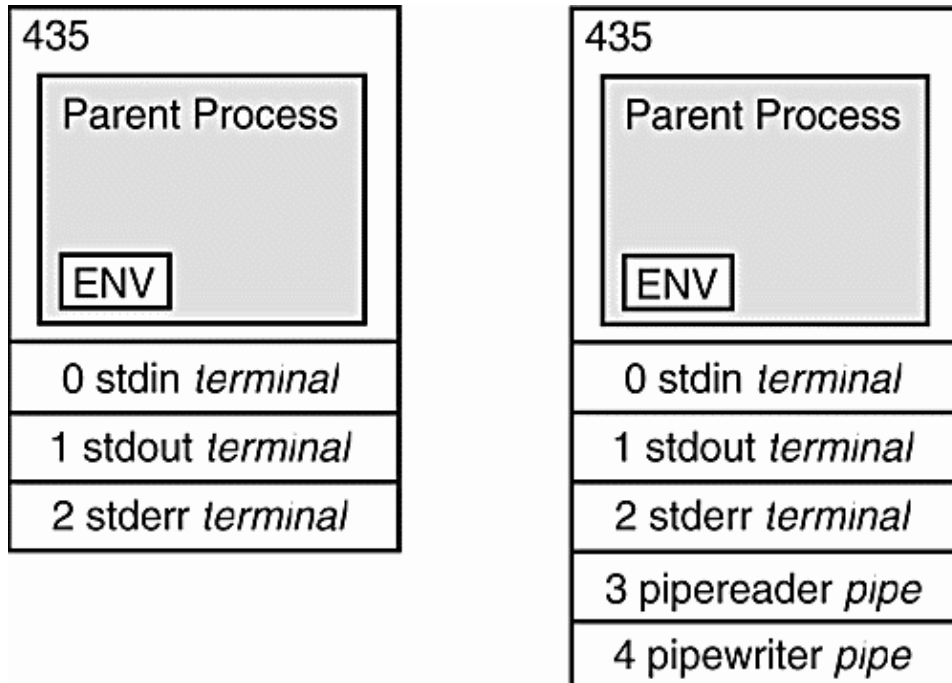 435
Parent Process
ENV
0 stdin terminal
1 stdout terminal
2 stderr terminal
435
Parent Process
ENV
0 stdin terminal
1 stdout terminal
2 stderr terminal
3 pipereader pipe
4 pipewriter pipe